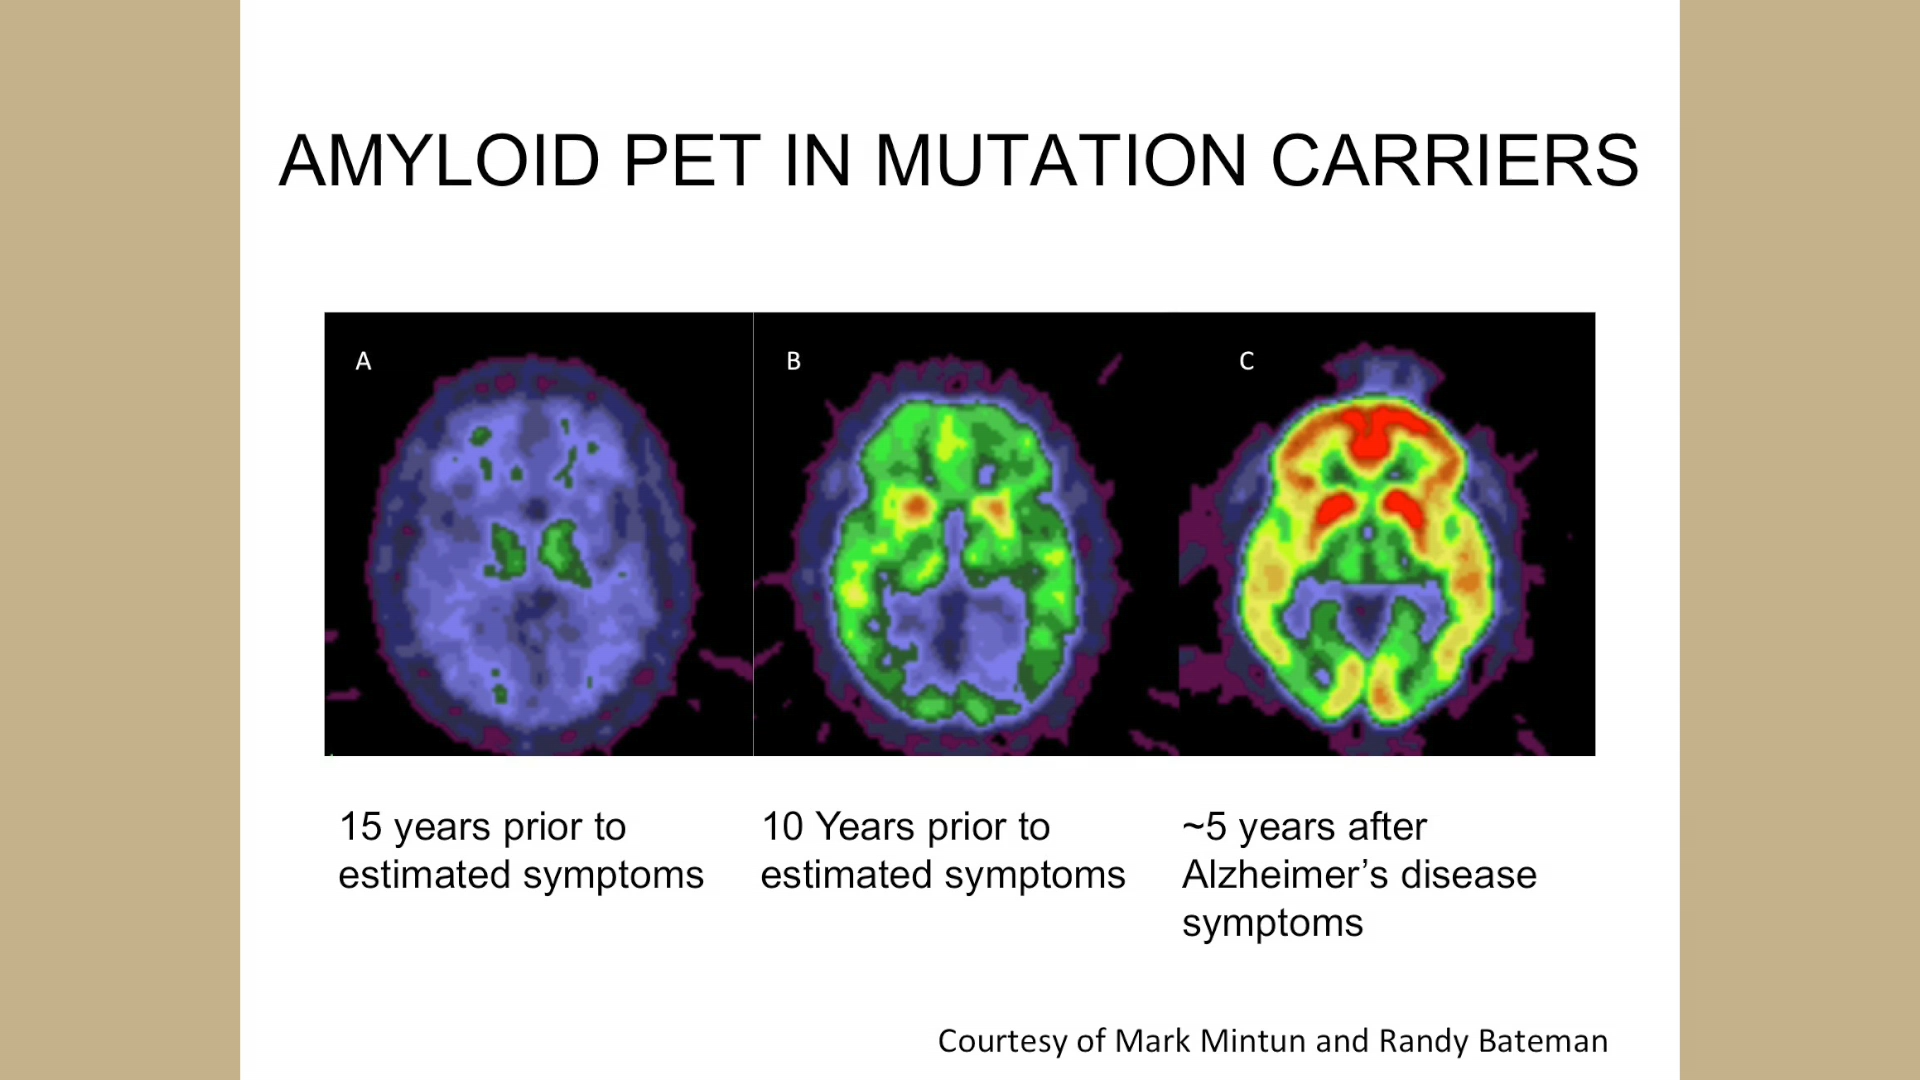 AMYLOID PET IN MUTATION CARRIERS
A
B
C
15 years prior to
estimated symptoms
10 Years prior to
estimated symptoms
~5 years after
Alzheimer’s disease
symptoms
Courtesy of Mark Mintun and Randy Bateman